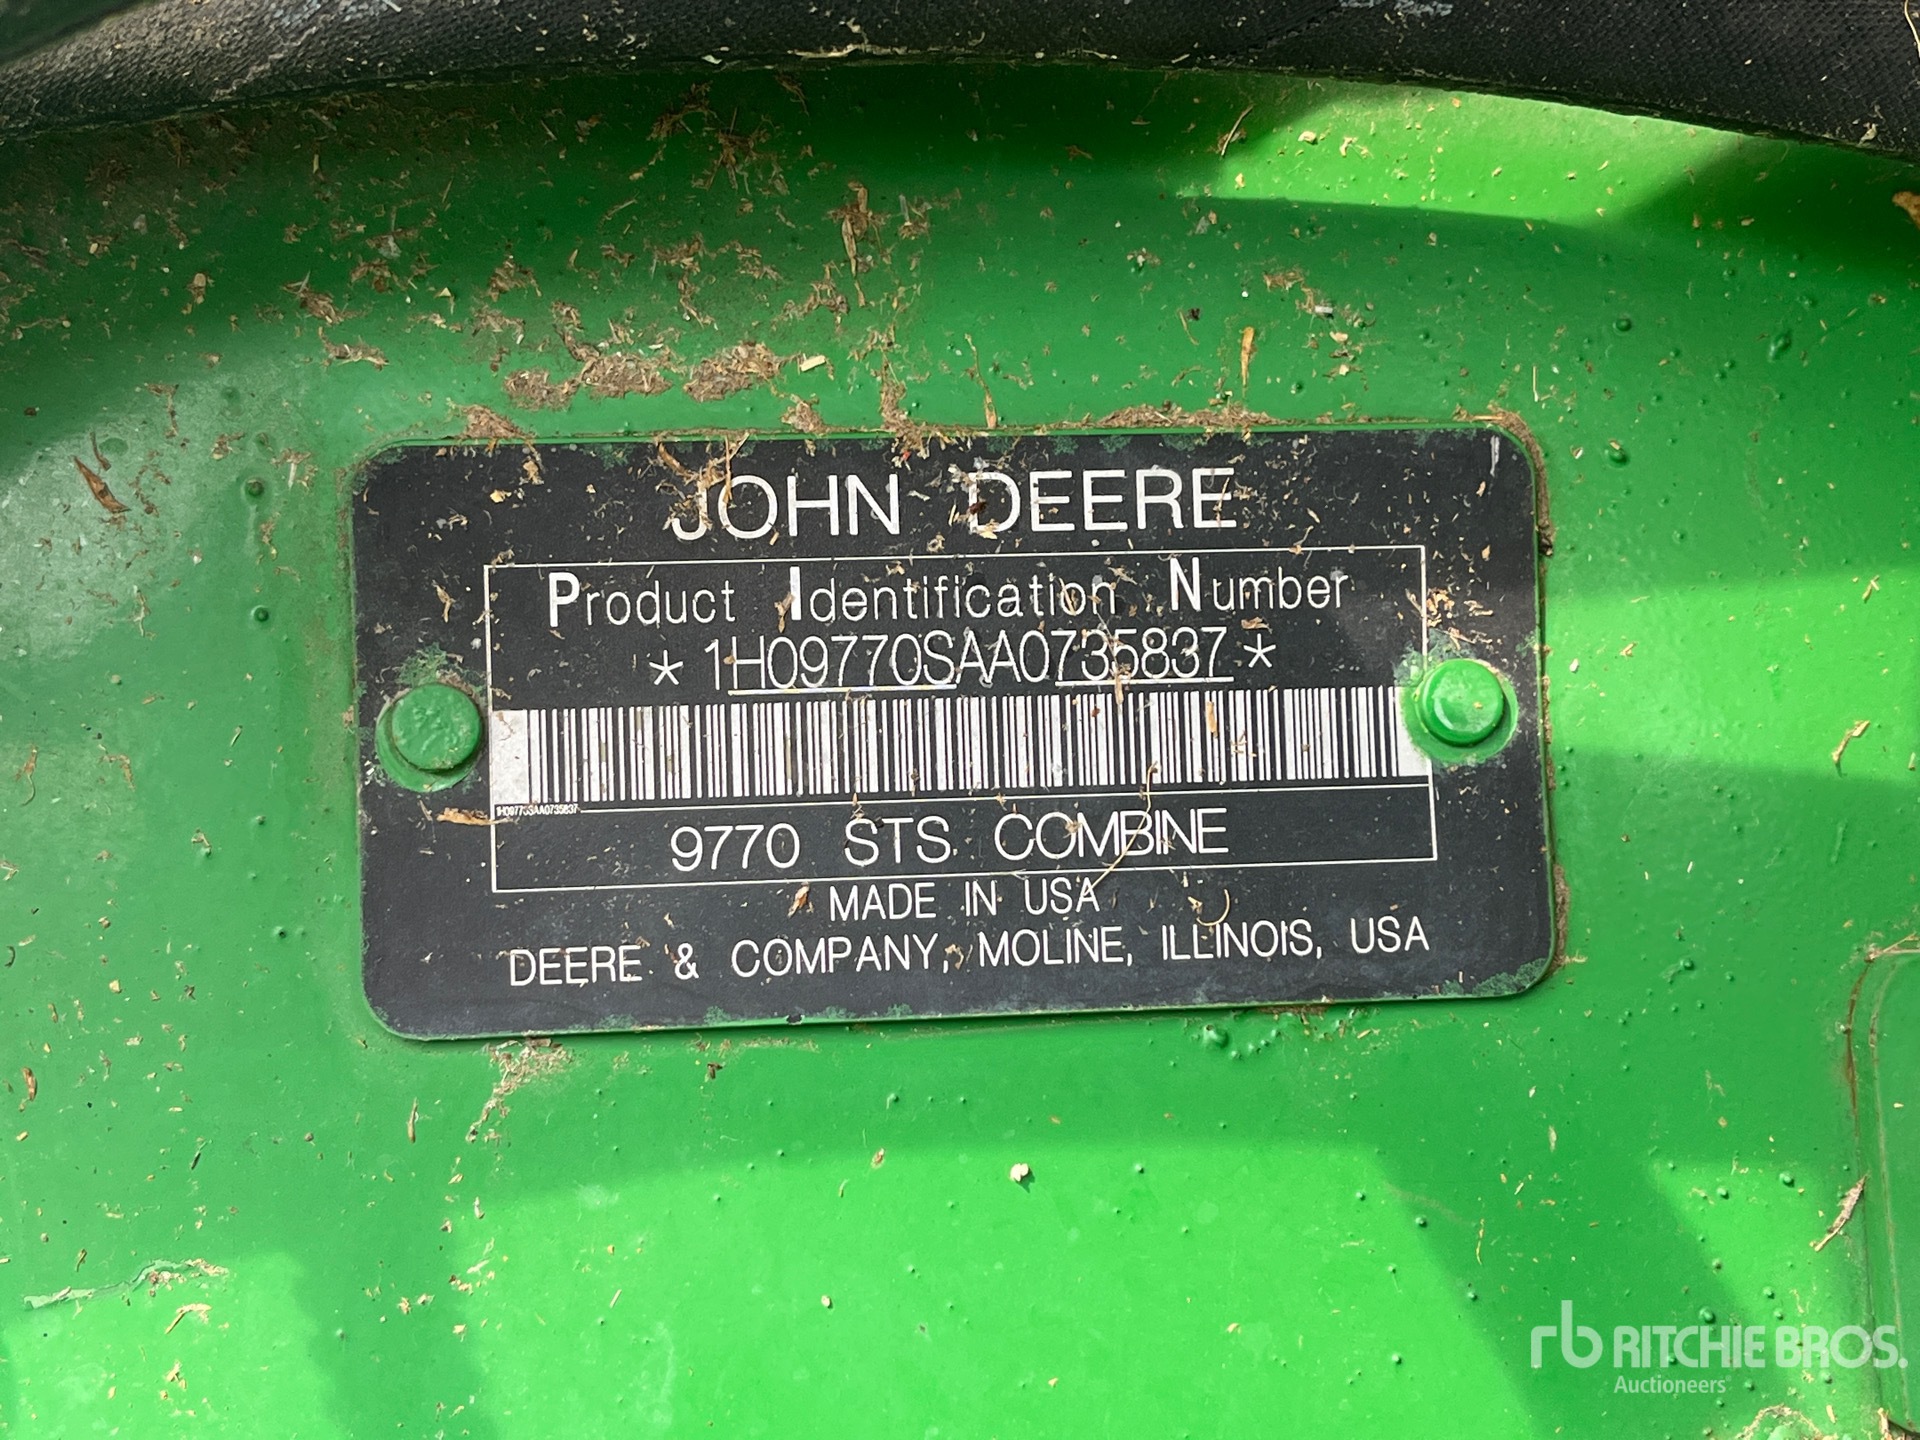 JOHN DEERE
Product Identification Number
*1H09770SAA0735837*
1H09770SAA0735837
9770 STS COMBINE
MADE IN USA
DEERE & COMPANY, MOLINE, ILLINOIS, USA
rb RITCHIE BROS.
Auctioneers